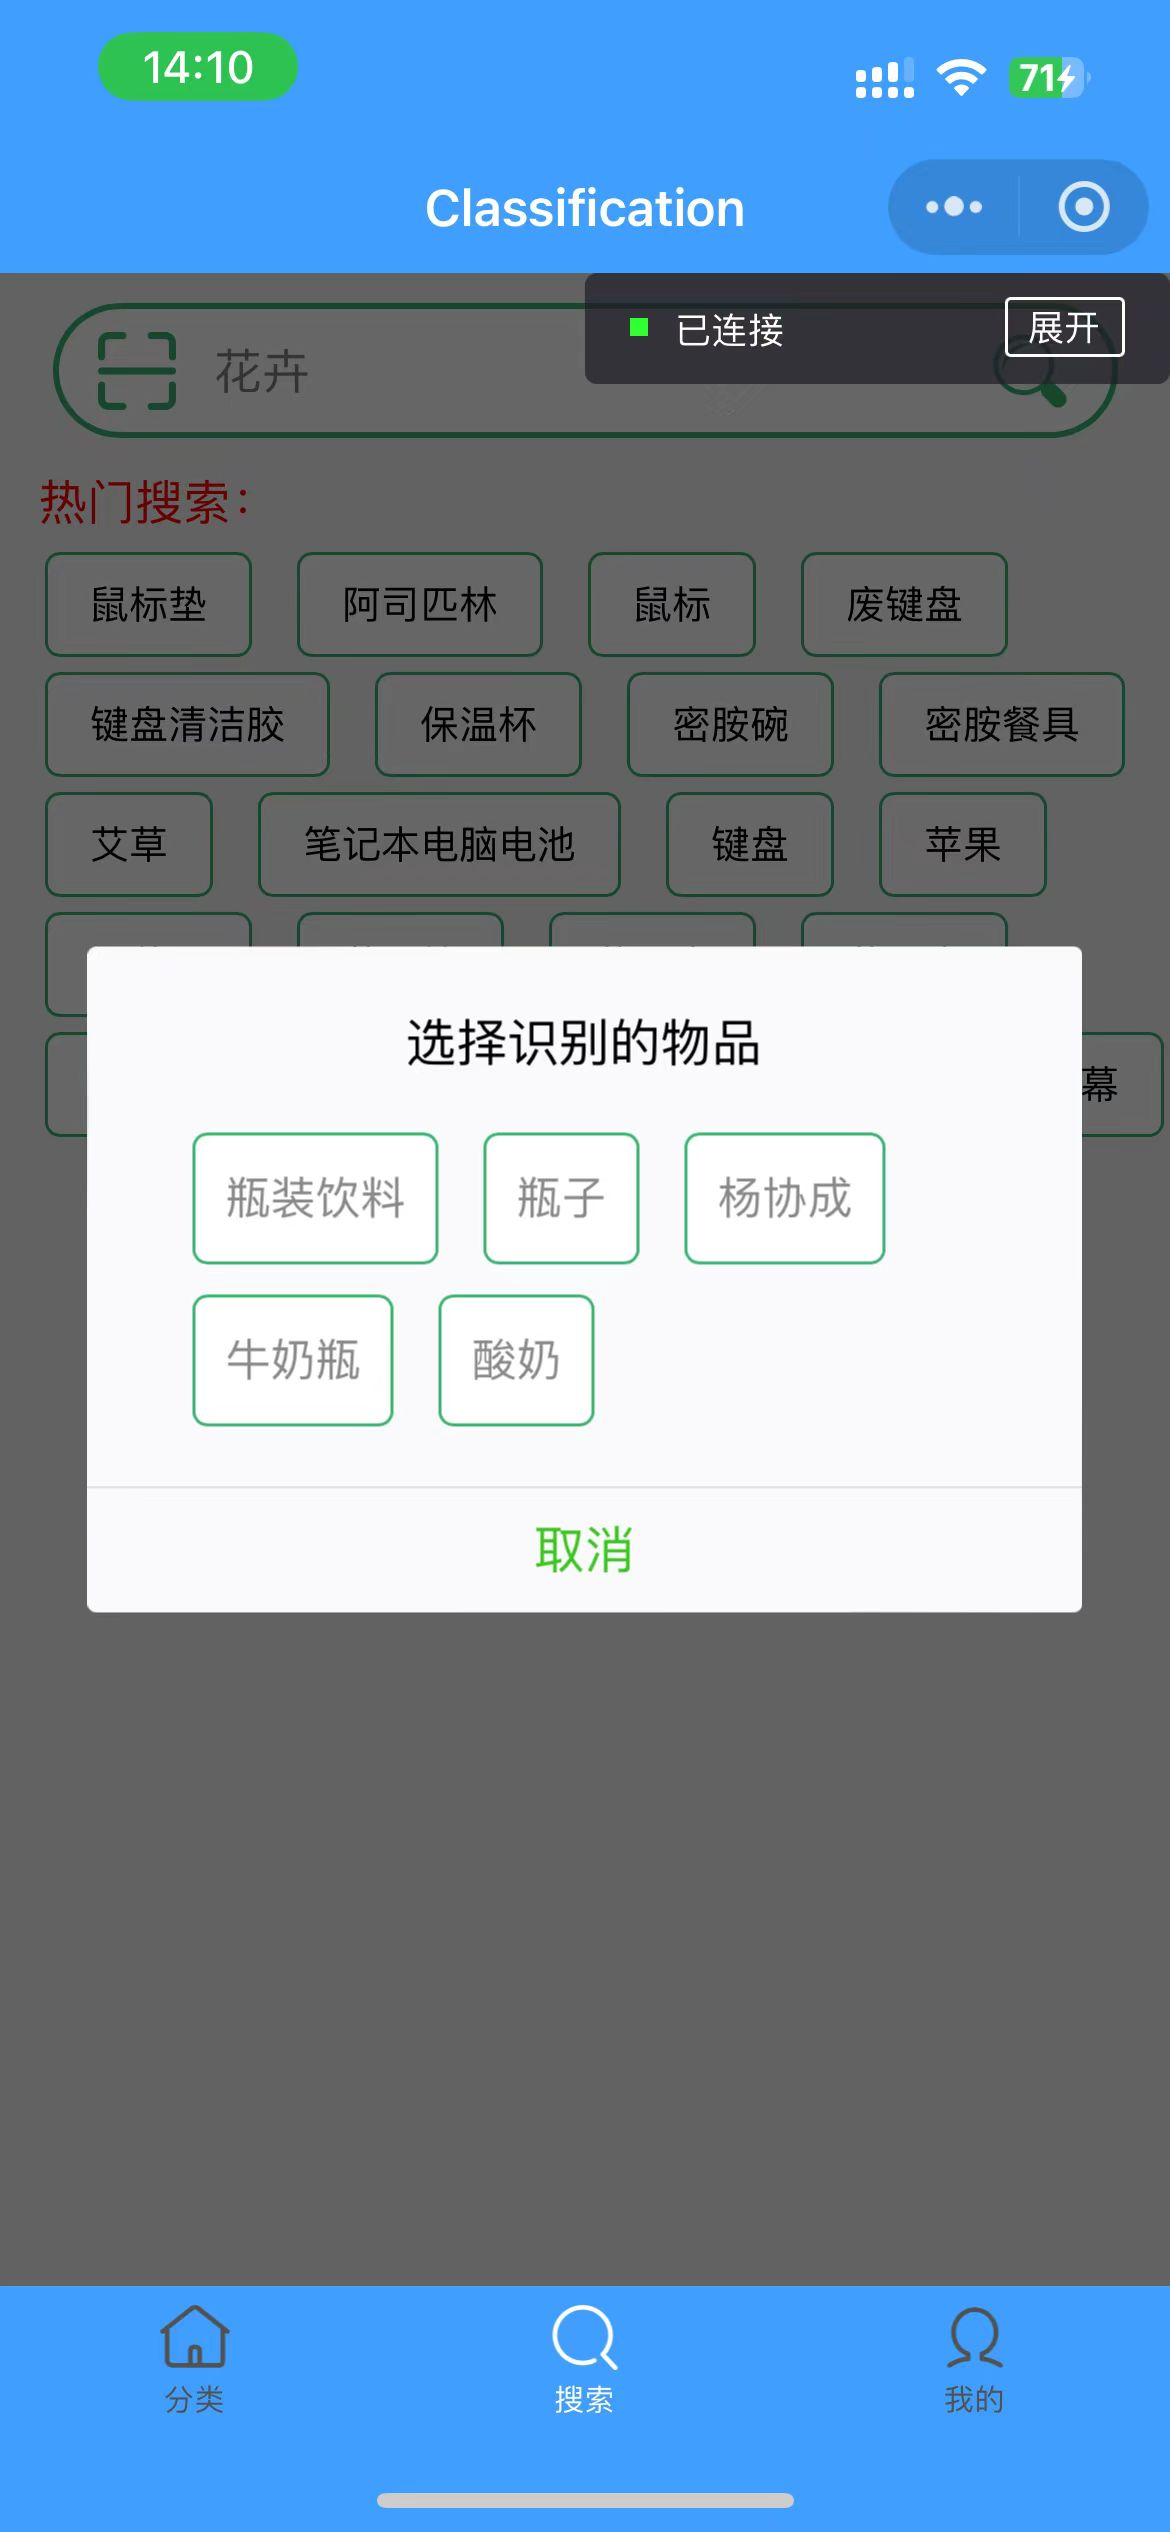 14:10
71
Classification
已连接 展开
花卉
热门搜索：
鼠标垫 阿司匹林 鼠标 废键盘
键盘清洁胶 保温杯 密胺碗 密胺餐具
艾草 笔记本电脑电池 键盘 苹果
幕
选择识别的物品
瓶装饮料 瓶子 杨协成
牛奶瓶 酸奶
取消
分类 搜索 我的